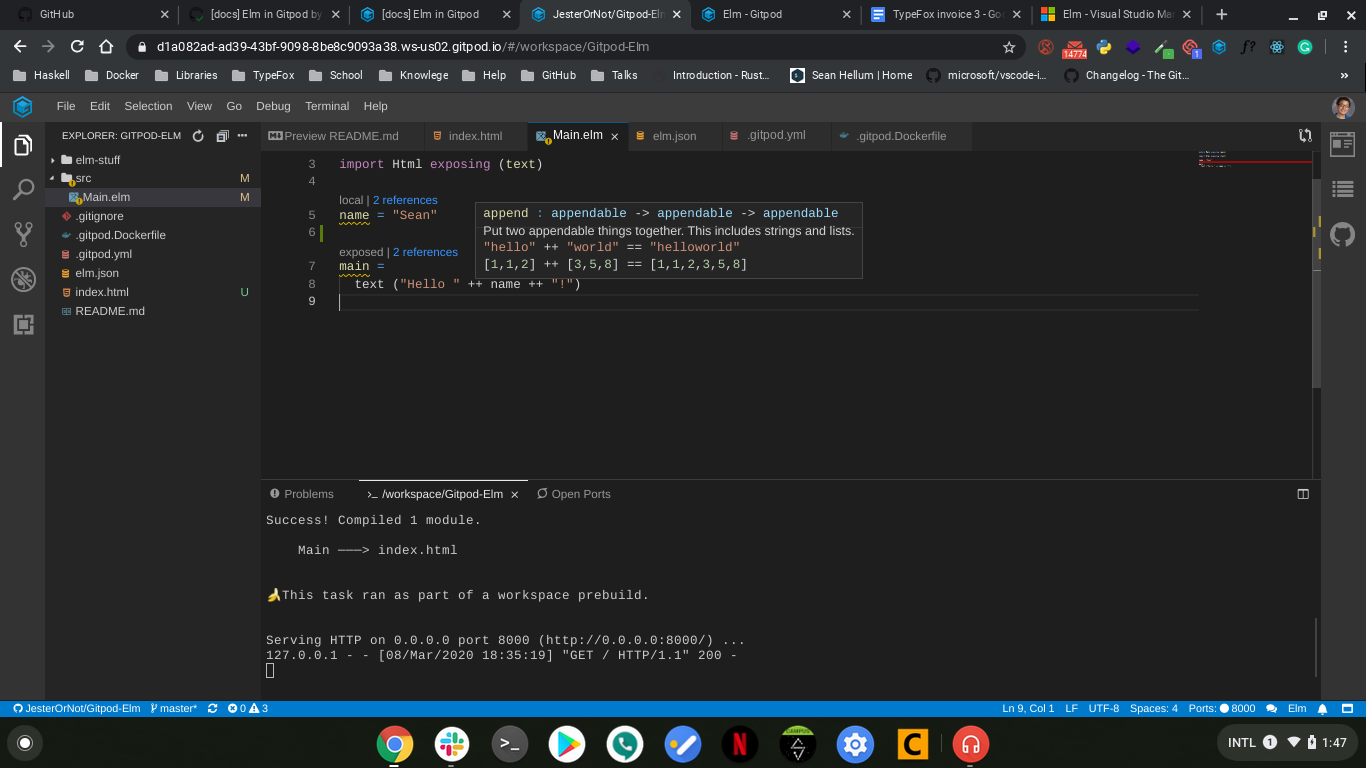 GitHub
[docs] Elm in Gitpod by
[docs] Elm in Gitpod
JesterOrNot/Gitpod-Elm
Elm - Gitpod
TypeFox invoice 3 - Goo
Elm - Visual Studio Mar
d1a082ad-ad39-43bf-9098-8be8c9093a38.ws-us02.gitpod.io/#/workspace/Gitpod-Elm
14774
1
Haskell
Docker
Libraries
TypeFox
School
Knowlege
Help
GitHub
Talks
Introduction - Rust...
Sean Hellum | Home
microsoft/vscode-i...
Changelog - The Git...
»
File Edit Selection View Go Debug Terminal Help
EXPLORER: GITPOD-ELM
Preview README.md
index.html
Main.elm
elm.json
.gitpod.yml
.gitpod.Dockerfile
elm-stuff
src M
Main.elm M
.gitignore
.gitpod.Dockerfile
.gitpod.yml
elm.json
index.html U
README.md
3 import Html exposing (text)
4
local | 2 references
5 name = "Sean"
6
exposed | 2 references
7 main =
8 text ("Hello " ++ name ++ "!")
9
append : appendable -> appendable -> appendable
Put two appendable things together. This includes strings and lists.
"hello" ++ "world" == "helloworld"
[1,1,2] ++ [3,5,8] == [1,1,2,3,5,8]
Problems
/workspace/Gitpod-Elm
Open Ports
Success! Compiled 1 module.
Main ———> index.html
🍌This task ran as part of a workspace prebuild.
Serving HTTP on 0.0.0.0 port 8000 (http://0.0.0.0:8000/) ...
127.0.0.1 - - [08/Mar/2020 18:35:19] "GET / HTTP/1.1" 200 -
JesterOrNot/Gitpod-Elm master* 0 3
Ln 9, Col 1 LF UTF-8 Spaces: 4 Ports: 8000 Elm
N
CAMPUS
C
INTL 1 1:47